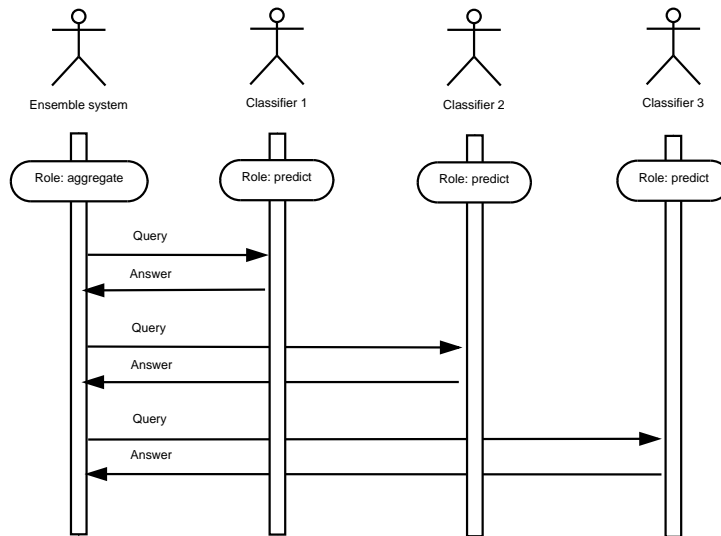 Ensemble system
Classifier 1
Classifier 2
Classifier 3
Role: aggregate
Role: predict
Role: predict
Role: predict
Query
Answer
Query
Answer
Query
Answer